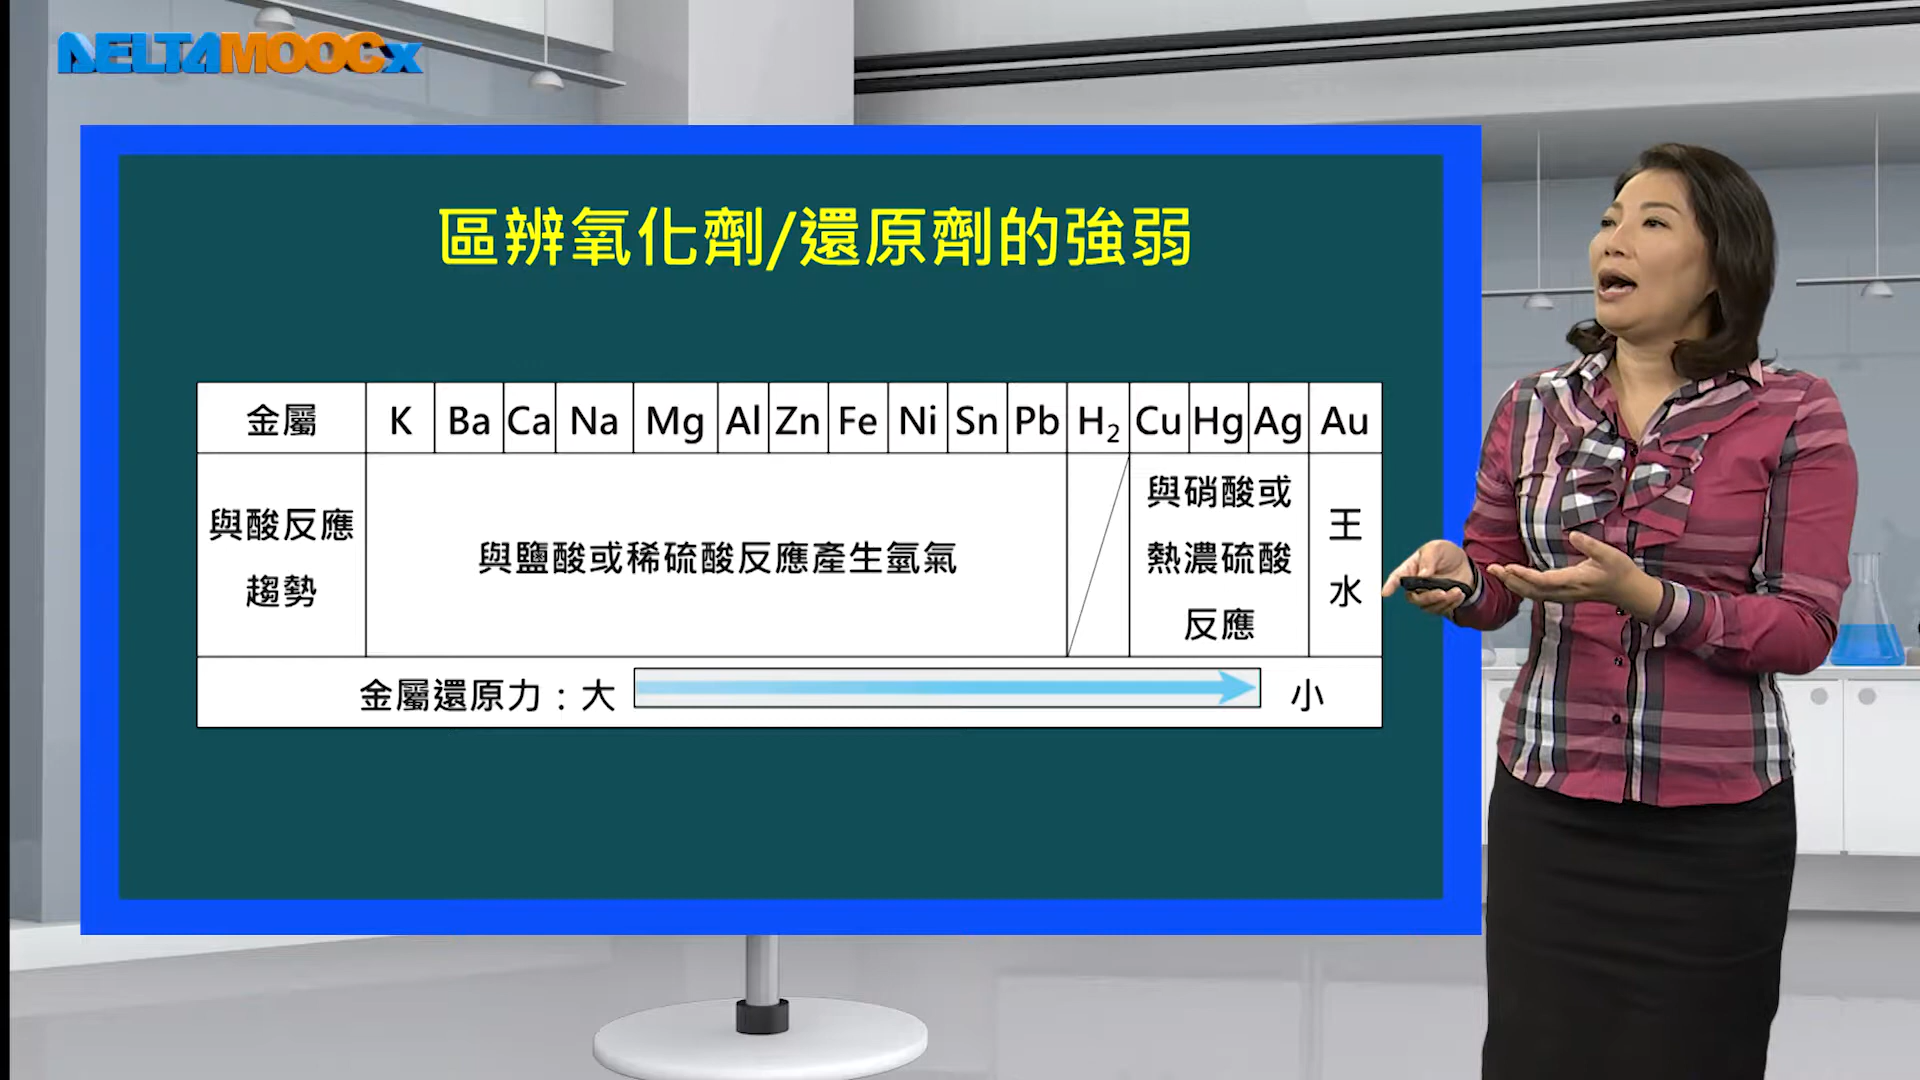 DELTAMOOCx
區辨氧化劑/還原劑的強弱
金屬 K Ba Ca Na Mg Al Zn Fe Ni Sn Pb H₂ Cu Hg Ag Au
與酸反應
趨勢
與鹽酸或稀硫酸反應產生氫氣
與硝酸或
熱濃硫酸
反應
王
水
金屬還原力：大 小